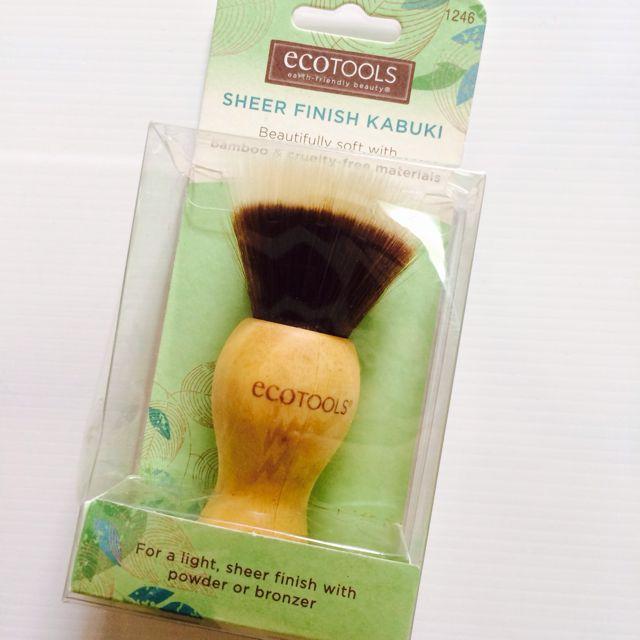 1246
ecoTOOLS
earth-friendly beauty®
SHEER FINISH KABUKI
Beautifully soft with
bamboo & cruelty-free materials
ecoTOOLS®
For a light, sheer finish with
powder or bronzer